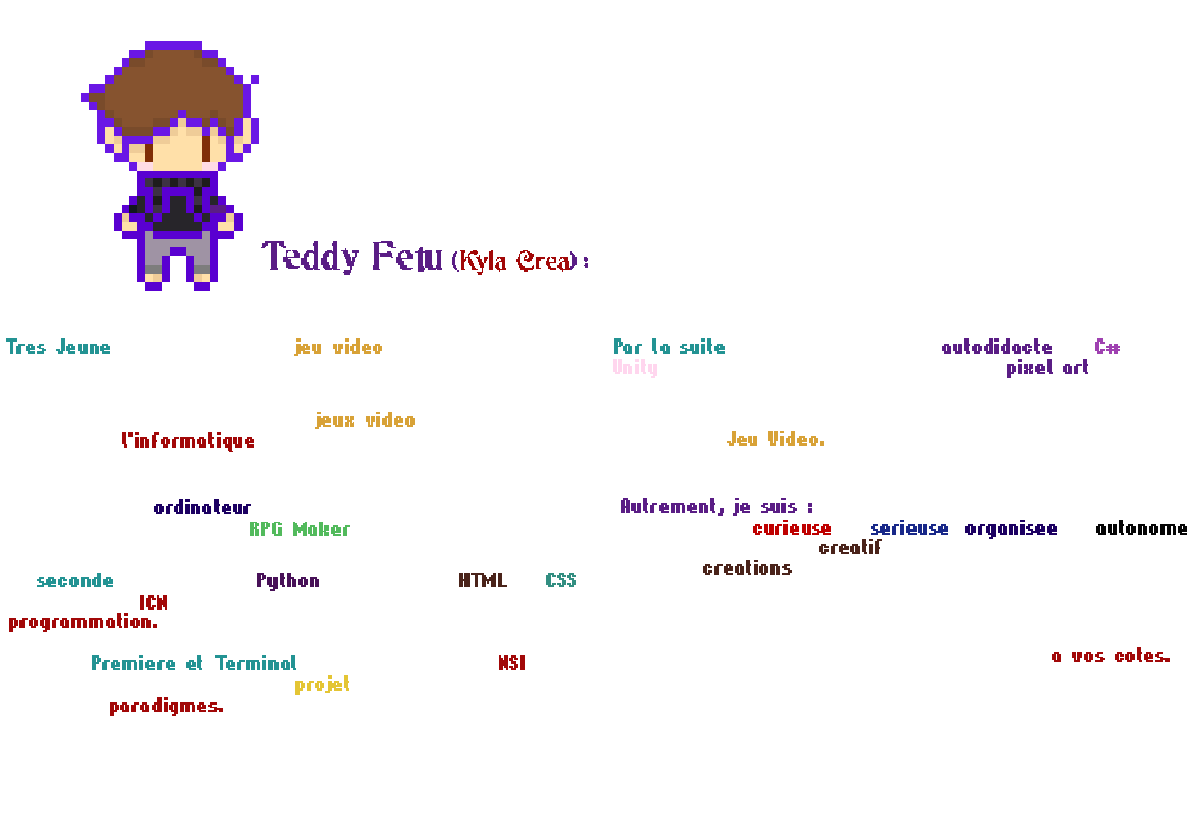 Teddy Fetu (Kyla Crea) :
Tres Jeune jeu video
jeux video
l'informatique
ordinateur
RPG Maker
seconde Python HTML CSS
ICN
programmation.
Premiere et Terminal NSI
projet
paradigmes.
Par la suite autodidacte C#
Unity pixel art
Jeu Video.
Autrement, je suis :
curieuse serieuse organisee autonome
creatif
creations
a vos cotes.